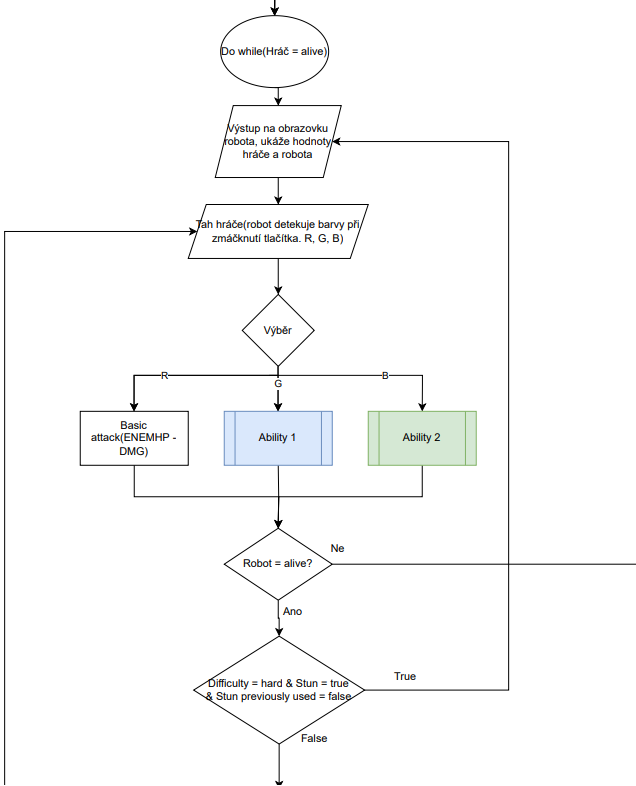 Do while(Hráč = alive)
Výstup na obrazovku
robota, ukáže hodnoty
hráče a robota
Tah hráče(robot detekuje barvy při
zmáčknutí tlačítka. R, G, B)
Výběr
R
G
B
Basic
attack(ENEMHP -
DMG)
Ability 1
Ability 2
Robot = alive?
Ne
Ano
Difficulty = hard & Stun = true
& Stun previously used = false
True
False